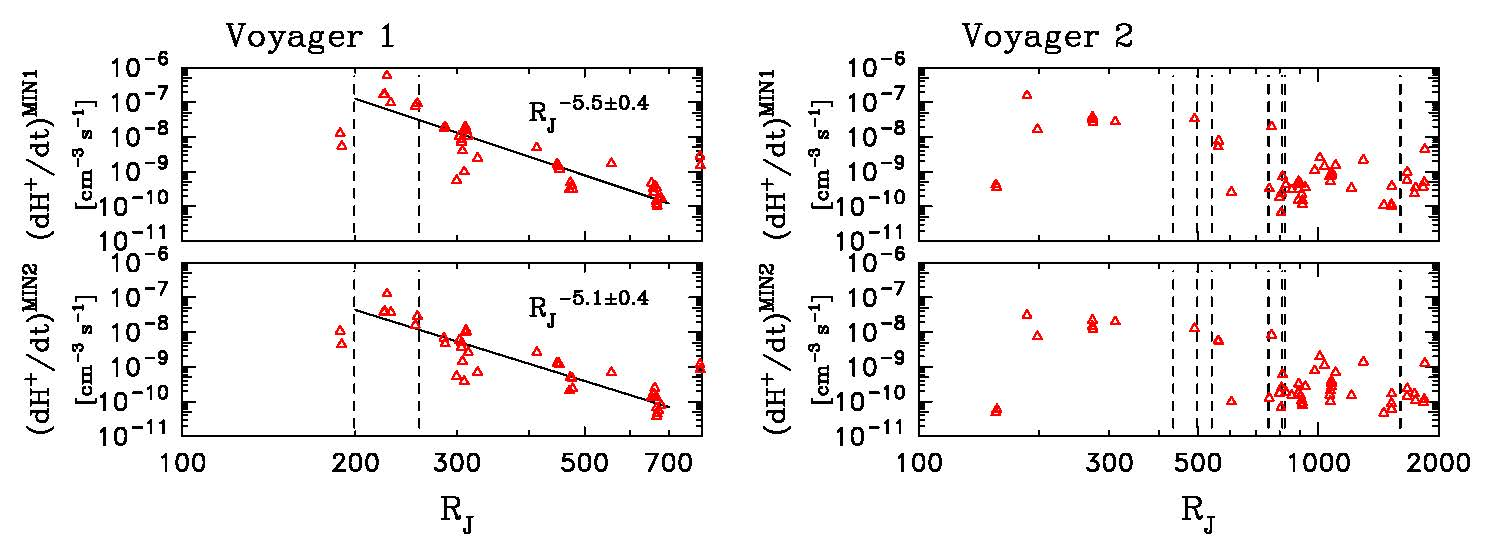 Voyager 1
Voyager 2
(dH⁺/dt)ᴹᴵᴺ¹
[cm⁻³ s⁻¹]
10⁻⁶
10⁻⁷
10⁻⁸
10⁻⁹
10⁻¹⁰
10⁻¹¹
R_J ⁻⁵·⁵±⁰·⁴
(dH⁺/dt)ᴹᴵᴺ¹
[cm⁻³ s⁻¹]
10⁻⁶
10⁻⁷
10⁻⁸
10⁻⁹
10⁻¹⁰
10⁻¹¹
(dH⁺/dt)ᴹᴵᴺ²
[cm⁻³ s⁻¹]
10⁻⁶
10⁻⁷
10⁻⁸
10⁻⁹
10⁻¹⁰
10⁻¹¹
R_J ⁻⁵·¹±⁰·⁴
100 200 300 500 700
R_J
(dH⁺/dt)ᴹᴵᴺ²
[cm⁻³ s⁻¹]
10⁻⁶
10⁻⁷
10⁻⁸
10⁻⁹
10⁻¹⁰
10⁻¹¹
100 300 500 1000 2000
R_J